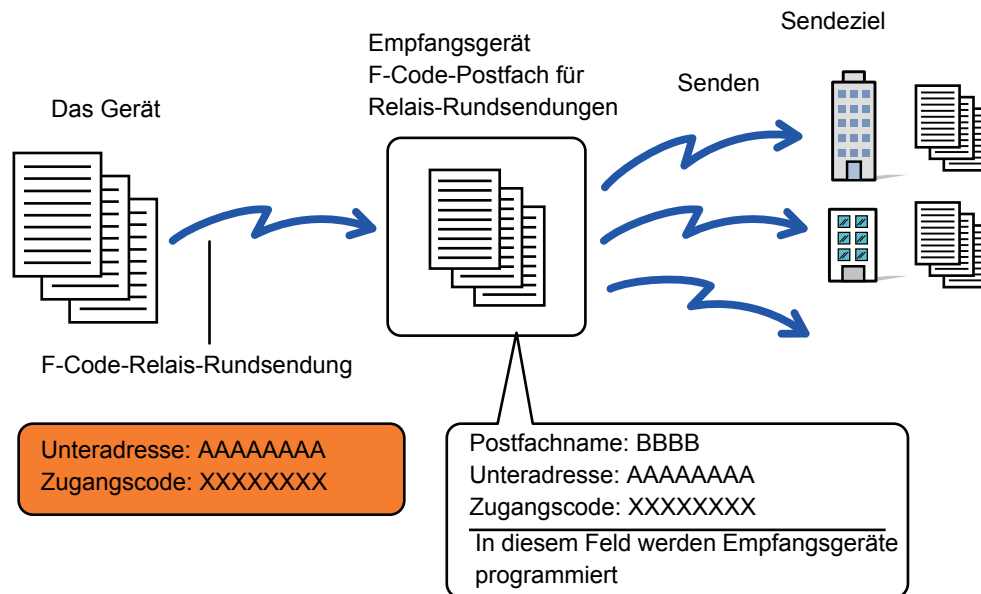 Sendeziel
Empfangsgerät
F-Code-Postfach für
Relais-Rundsendungen
Senden
Das Gerät
F-Code-Relais-Rundsendung
Unteradresse: AAAAAAAA
Zugangscode: XXXXXXXX
Postfachname: BBBB
Unteradresse: AAAAAAAA
Zugangscode: XXXXXXXX
In diesem Feld werden Empfangsgeräte
programmiert